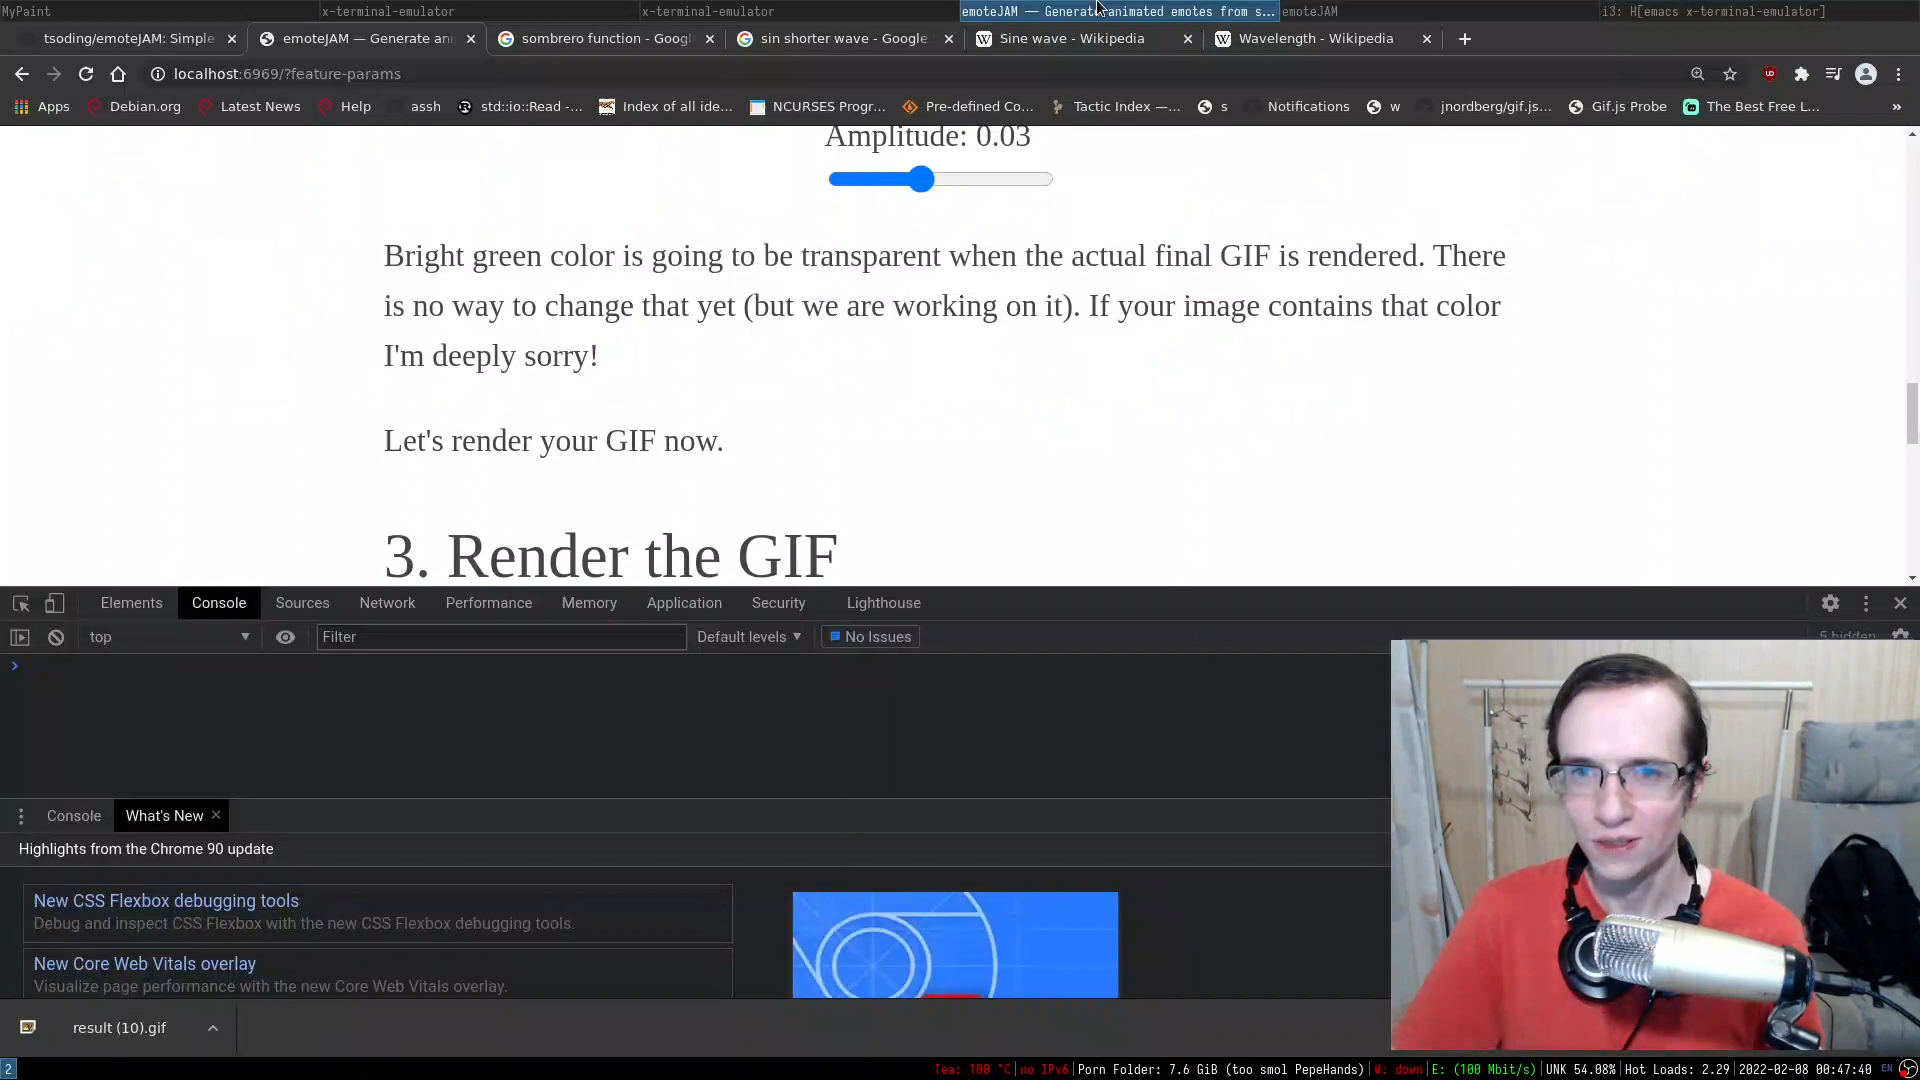 MyPaint x-terminal-emulator x-terminal-emulator emoteJAM — Generate animated emotes from s... emoteJAM i3: H[emacs x-terminal-emulator]
tsoding/emoteJAM: Simple emoteJAM — Generate ani sombrero function - Googl sin shorter wave - Google Sine wave - Wikipedia Wavelength - Wikipedia
localhost:6969/?feature-params
Apps Debian.org Latest News Help assh std::io::Read -... Index of all ide... NCURSES Progr... Pre-defined Co... Tactic Index —... s Notifications w jnordberg/gif.js... Gif.js Probe The Best Free L... »
Amplitude: 0.03
Bright green color is going to be transparent when the actual final GIF is rendered. There
is no way to change that yet (but we are working on it). If your image contains that color
I'm deeply sorry!
Let's render your GIF now.
3. Render the GIF
Elements Console Sources Network Performance Memory Application Security Lighthouse
top Filter Default levels No Issues 5 hidden
Console What's New
Highlights from the Chrome 90 update
New CSS Flexbox debugging tools
Debug and inspect CSS Flexbox with the new CSS Flexbox debugging tools.
New Core Web Vitals overlay
Visualize page performance with the new Core Web Vitals overlay.
result (10).gif
2 Tea: 100 °C|no IPv6|Porn Folder: 7.6 GiB (too smol PepeHands)|W: down|E: (100 Mbit/s)|UNK 54.08%|Hot Loads: 2.29|2022-02-08 00:47:40 EN